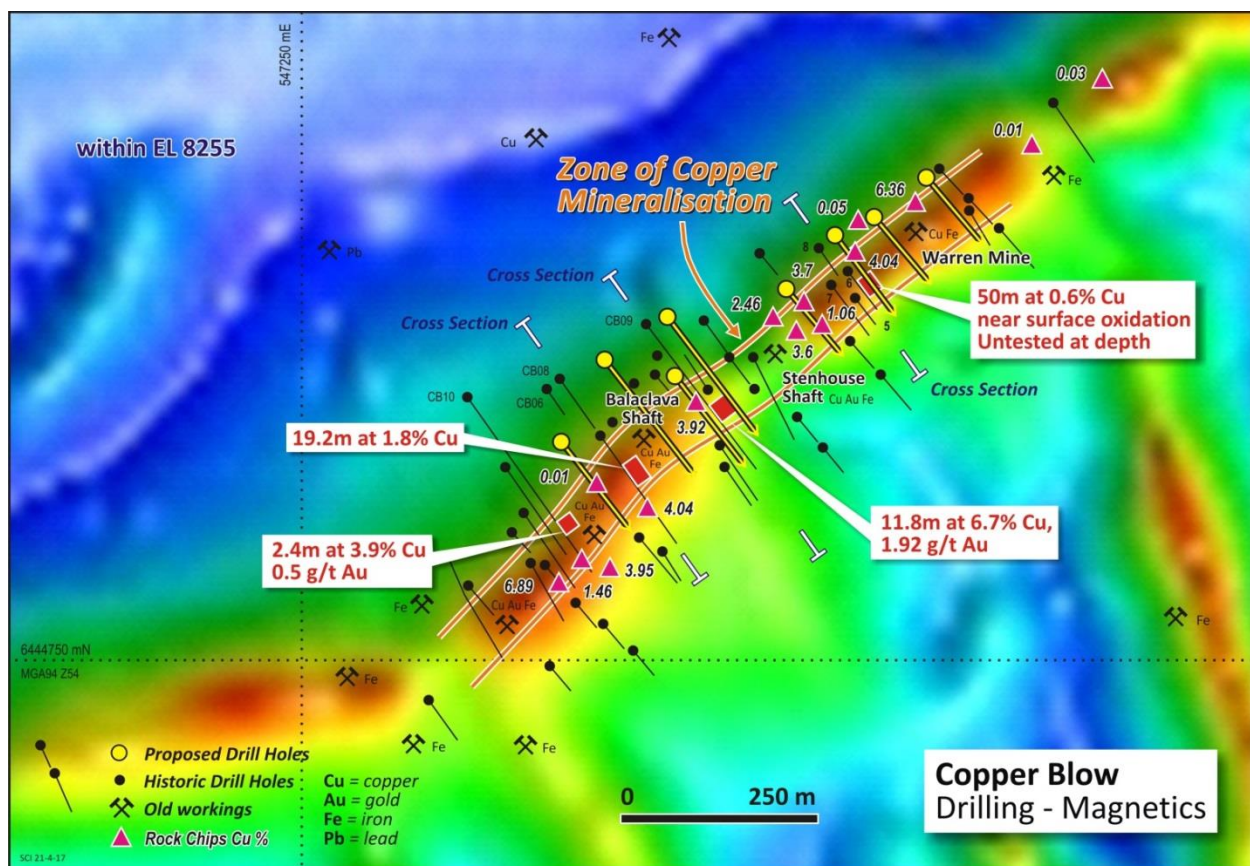 547250 mE
Fe
0.03
Cu
0.01
within EL 8255
Fe
Zone of Copper
Mineralisation
6.36
0.05
Cu Fe
Pb
8
Warren Mine
4.04
Cross Section
3.7
6
7
5
50m at 0.6% Cu
near surface oxidation
Untested at depth
2.46
1.06
Cross Section
CB09
3.6
Stenhouse
Shaft
Cu Au Fe
Cross Section
CB08
CB06
CB10
Balaclava
Shaft
3.92
19.2m at 1.8% Cu
Cu Au
Fe
0.01
Cu Au
Fe
4.04
11.8m at 6.7% Cu,
1.92 g/t Au
2.4m at 3.9% Cu
0.5 g/t Au
3.95
6.89
1.46
Fe
Cu Au Fe
Fe
6444750 mN
MGA94 Z54
Fe
Fe
Fe
Proposed Drill Holes
Historic Drill Holes
Old workings
Rock Chips Cu %
Cu = copper
Au = gold
Fe = iron
Pb = lead
0
250 m
Copper Blow
Drilling - Magnetics
SCI 21-4-17